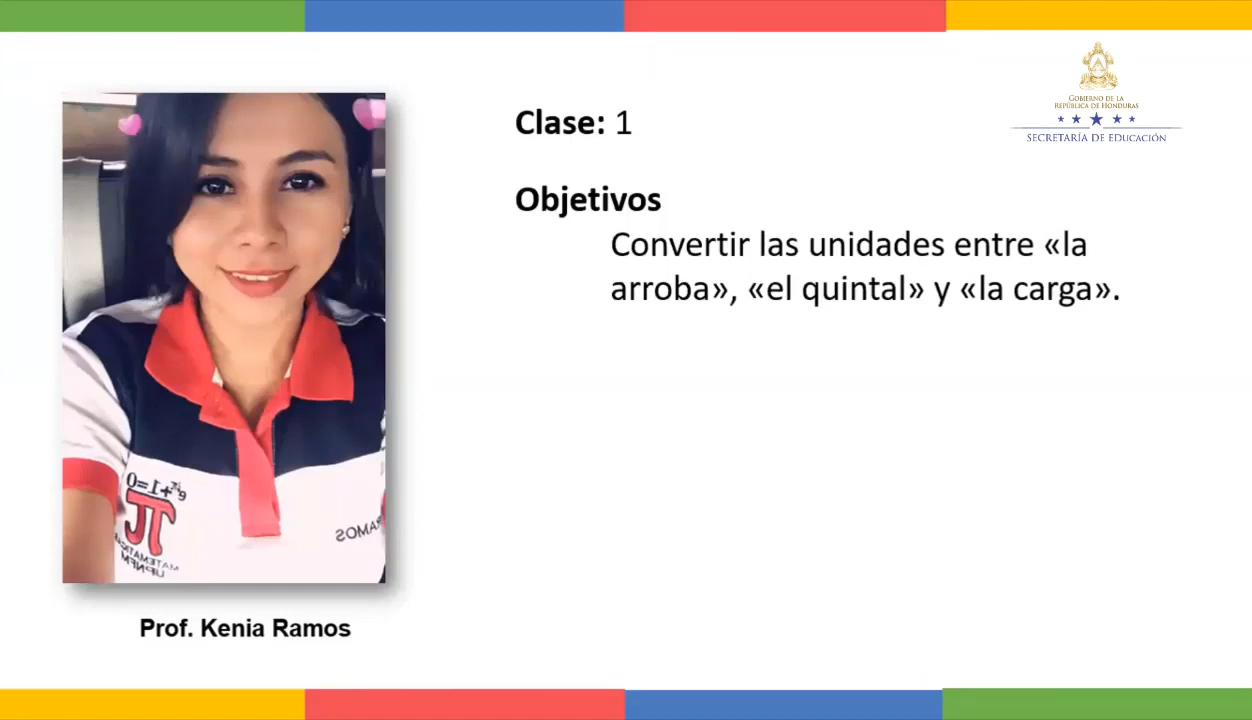 GOBIERNO DE LA
REPÚBLICA DE HONDURAS
SECRETARÍA DE EDUCACIÓN
Clase: 1
Objetivos
Convertir las unidades entre «la
arroba», «el quintal» y «la carga».
π
UPNFM
Prof. Kenia Ramos